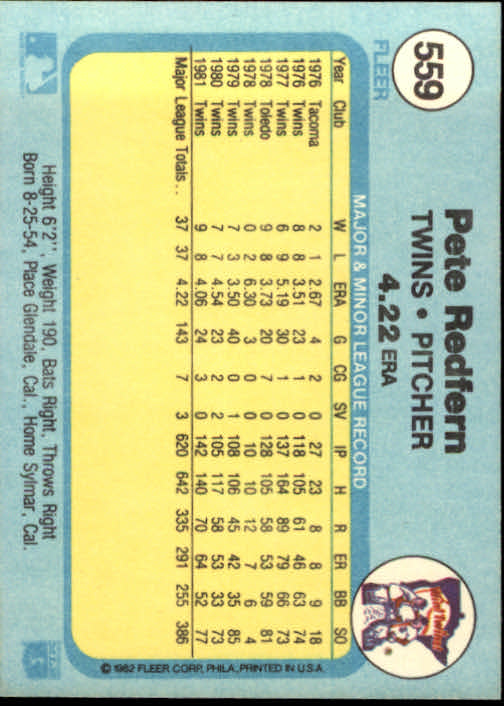 559
FLEER
Pete Redfern
TWINS • PITCHER
4.22 ERA
Win! Twins!
MAJOR & MINOR LEAGUE RECORD
Year Club W L ERA G CG SV IP H R ER BB SO
1976 Tacoma 2 1 2.67 4 2 0 27 23 8 8 9 18
1976 Twins 8 8 3.51 23 1 0 118 105 61 46 63 74
1977 Twins 6 9 5.19 30 1 0 137 164 89 79 66 73
1978 Toledo 9 8 3.73 20 7 0 128 105 58 53 59 81
1978 Twins 0 2 6.30 3 0 0 10 10 12 7 6 4
1979 Twins 7 3 3.50 40 0 1 108 106 45 42 35 85
1980 Twins 7 7 4.54 23 2 2 105 117 58 53 33 73
1981 Twins 9 8 4.06 24 3 0 142 140 70 64 52 77
Major League Totals . . 37 37 4.22 143 7 3 620 642 335 291 255 386
© 1982 FLEER CORP., PHILA., PRINTED IN U.S.A.
Height 6'2", Weight 190, Bats Right, Throws Right
Born 8-25-54, Place Glendale, Cal., Home Sylmar, Cal.